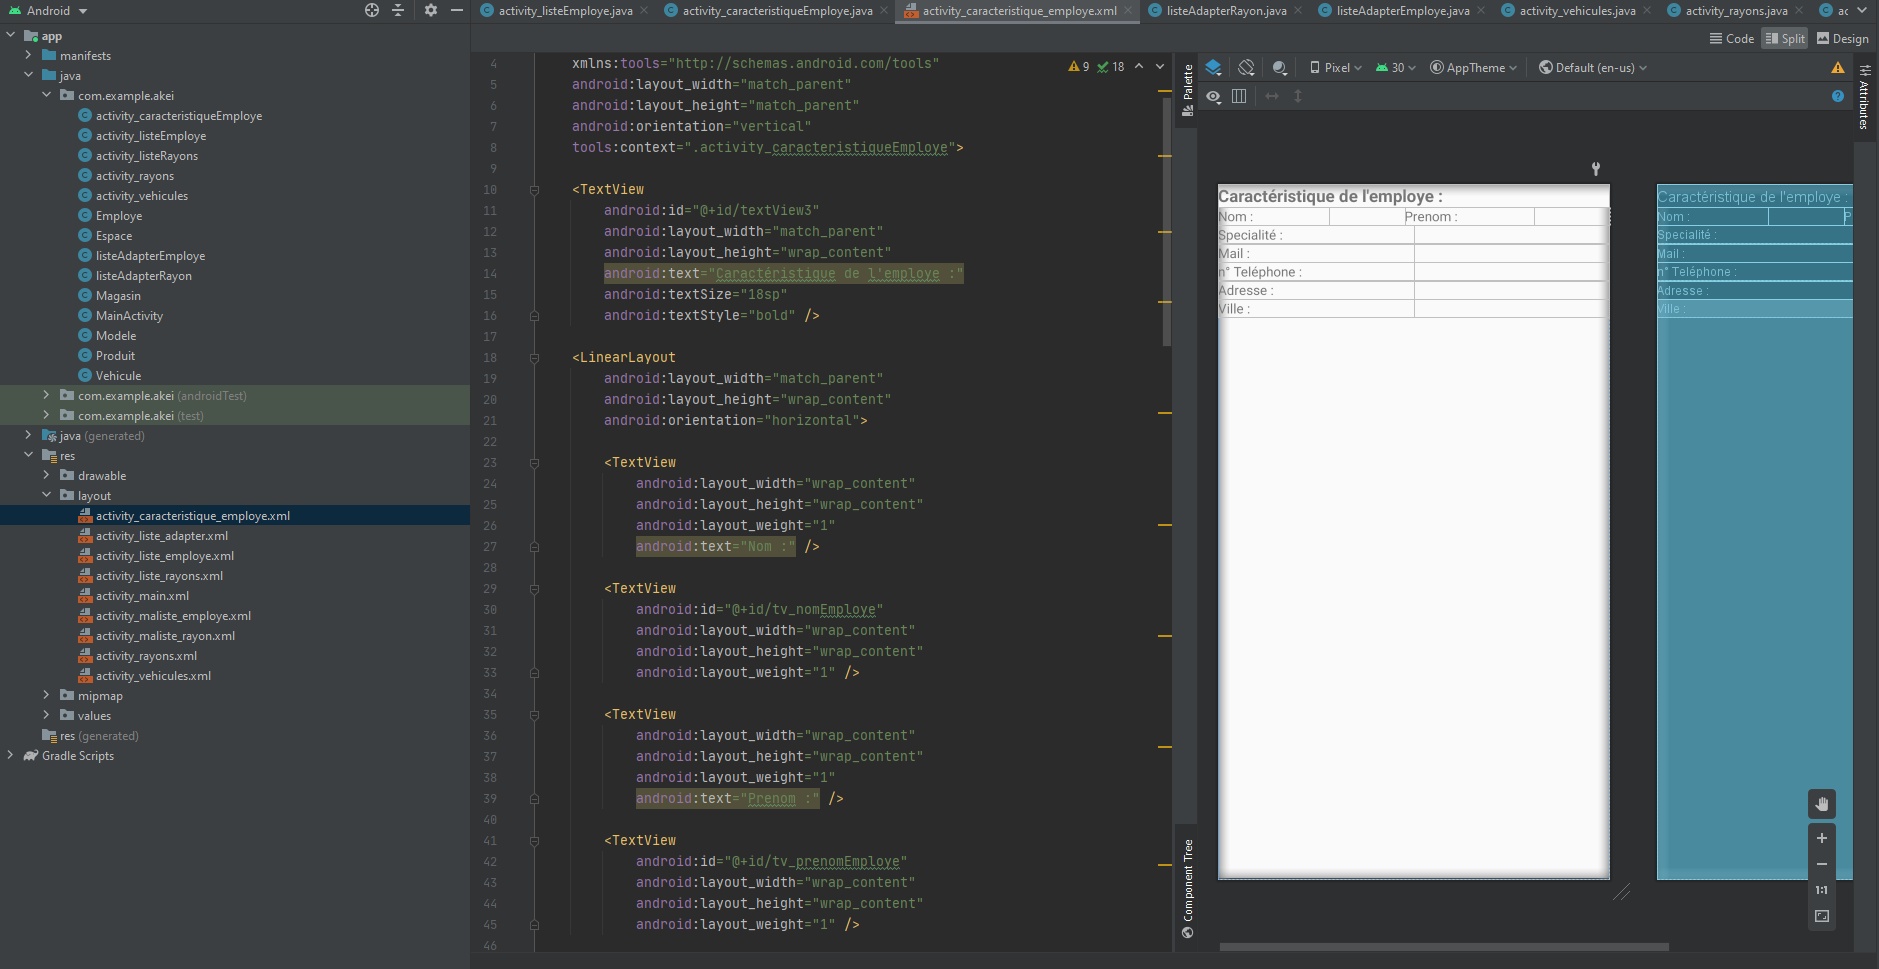 Android
activity_listeEmploye.java
activity_caracteristiqueEmploye.java
activity_caracteristique_employe.xml
listeAdapterRayon.java
listeAdapterEmploye.java
activity_vehicules.java
activity_rayons.java
ac
Code
Split
Design
app
manifests
java
com.example.akei
activity_caracteristiqueEmploye
activity_listeEmploye
activity_listeRayons
activity_rayons
activity_vehicules
Employe
Espace
listeAdapterEmploye
listeAdapterRayon
Magasin
MainActivity
Modele
Produit
Vehicule
com.example.akei (androidTest)
com.example.akei (test)
java (generated)
res
drawable
layout
activity_caracteristique_employe.xml
activity_liste_adapter.xml
activity_liste_employe.xml
activity_liste_rayons.xml
activity_main.xml
activity_maliste_employe.xml
activity_maliste_rayon.xml
activity_rayons.xml
activity_vehicules.xml
mipmap
values
res (generated)
Gradle Scripts
9 18
4 xmlns:tools="http://schemas.android.com/tools"
5 android:layout_width="match_parent"
6 android:layout_height="match_parent"
7 android:orientation="vertical"
8 tools:context=".activity_caracteristiqueEmploye">
9
10 <TextView
11 android:id="@+id/textView3"
12 android:layout_width="match_parent"
13 android:layout_height="wrap_content"
14 android:text="Caractéristique de l'employe :"
15 android:textSize="18sp"
16 android:textStyle="bold" />
17
18 <LinearLayout
19 android:layout_width="match_parent"
20 android:layout_height="wrap_content"
21 android:orientation="horizontal">
22
23 <TextView
24 android:layout_width="wrap_content"
25 android:layout_height="wrap_content"
26 android:layout_weight="1"
27 android:text="Nom :" />
28
29 <TextView
30 android:id="@+id/tv_nomEmploye"
31 android:layout_width="wrap_content"
32 android:layout_height="wrap_content"
33 android:layout_weight="1" />
34
35 <TextView
36 android:layout_width="wrap_content"
37 android:layout_height="wrap_content"
38 android:layout_weight="1"
39 android:text="Prenom :" />
40
41 <TextView
42 android:id="@+id/tv_prenomEmploye"
43 android:layout_width="wrap_content"
44 android:layout_height="wrap_content"
45 android:layout_weight="1" />
46
Palette
Component Tree
Pixel
30
AppTheme
Default (en-us)
Attributes
Caractéristique de l'employe :
Nom : Prenom :
Specialité :
Mail :
n° Teléphone :
Adresse :
Ville :
Caractéristique de l'employe :
Nom : P
Specialité :
Mail :
n° Teléphone :
Adresse :
Ville :
1:1